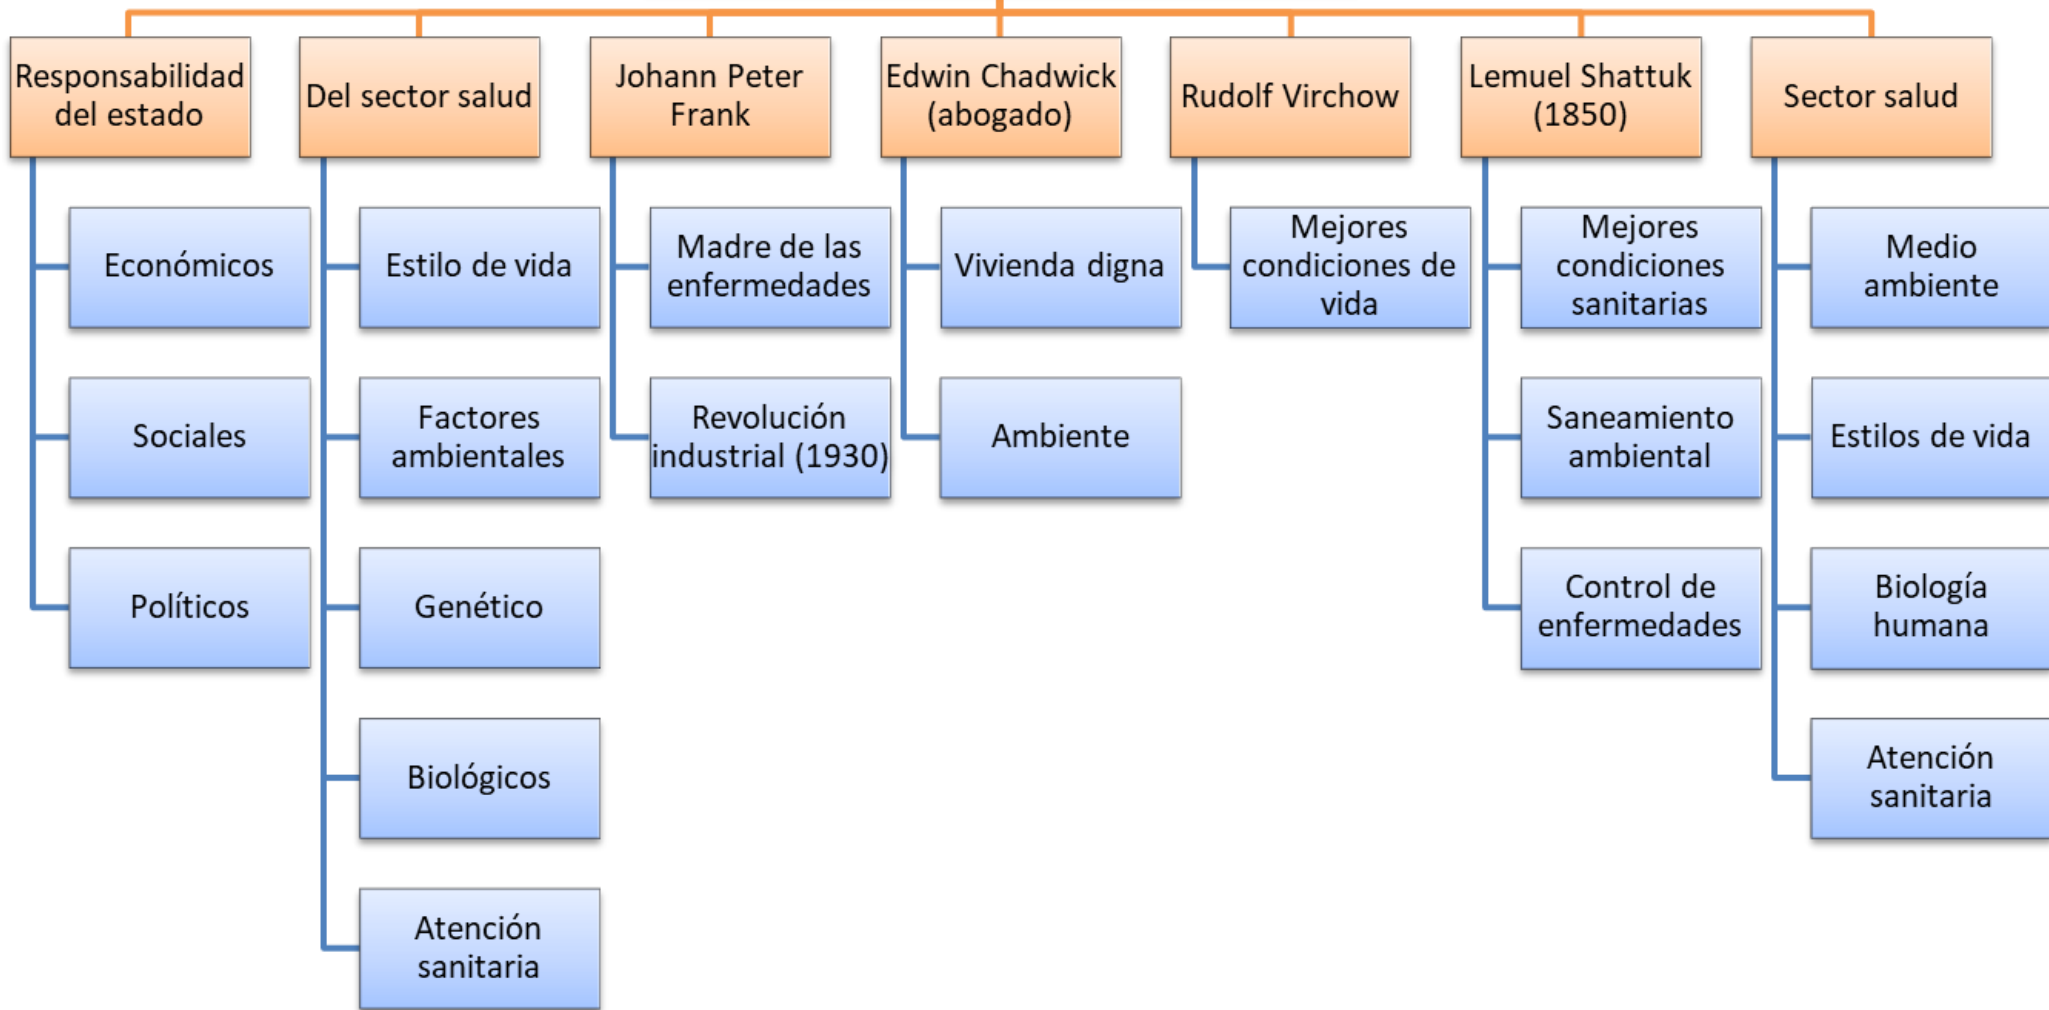 Responsabilidad
del estado
Económicos
Sociales
Políticos
Del sector salud
Estilo de vida
Factores
ambientales
Genético
Biológicos
Atención
sanitaria
Johann Peter
Frank
Madre de las
enfermedades
Revolución
industrial (1930)
Edwin Chadwick
(abogado)
Vivienda digna
Ambiente
Rudolf Virchow
Mejores
condiciones de
vida
Lemuel Shattuk
(1850)
Mejores
condiciones
sanitarias
Saneamiento
ambiental
Control de
enfermedades
Sector salud
Medio
ambiente
Estilos de vida
Biología
humana
Atención
sanitaria